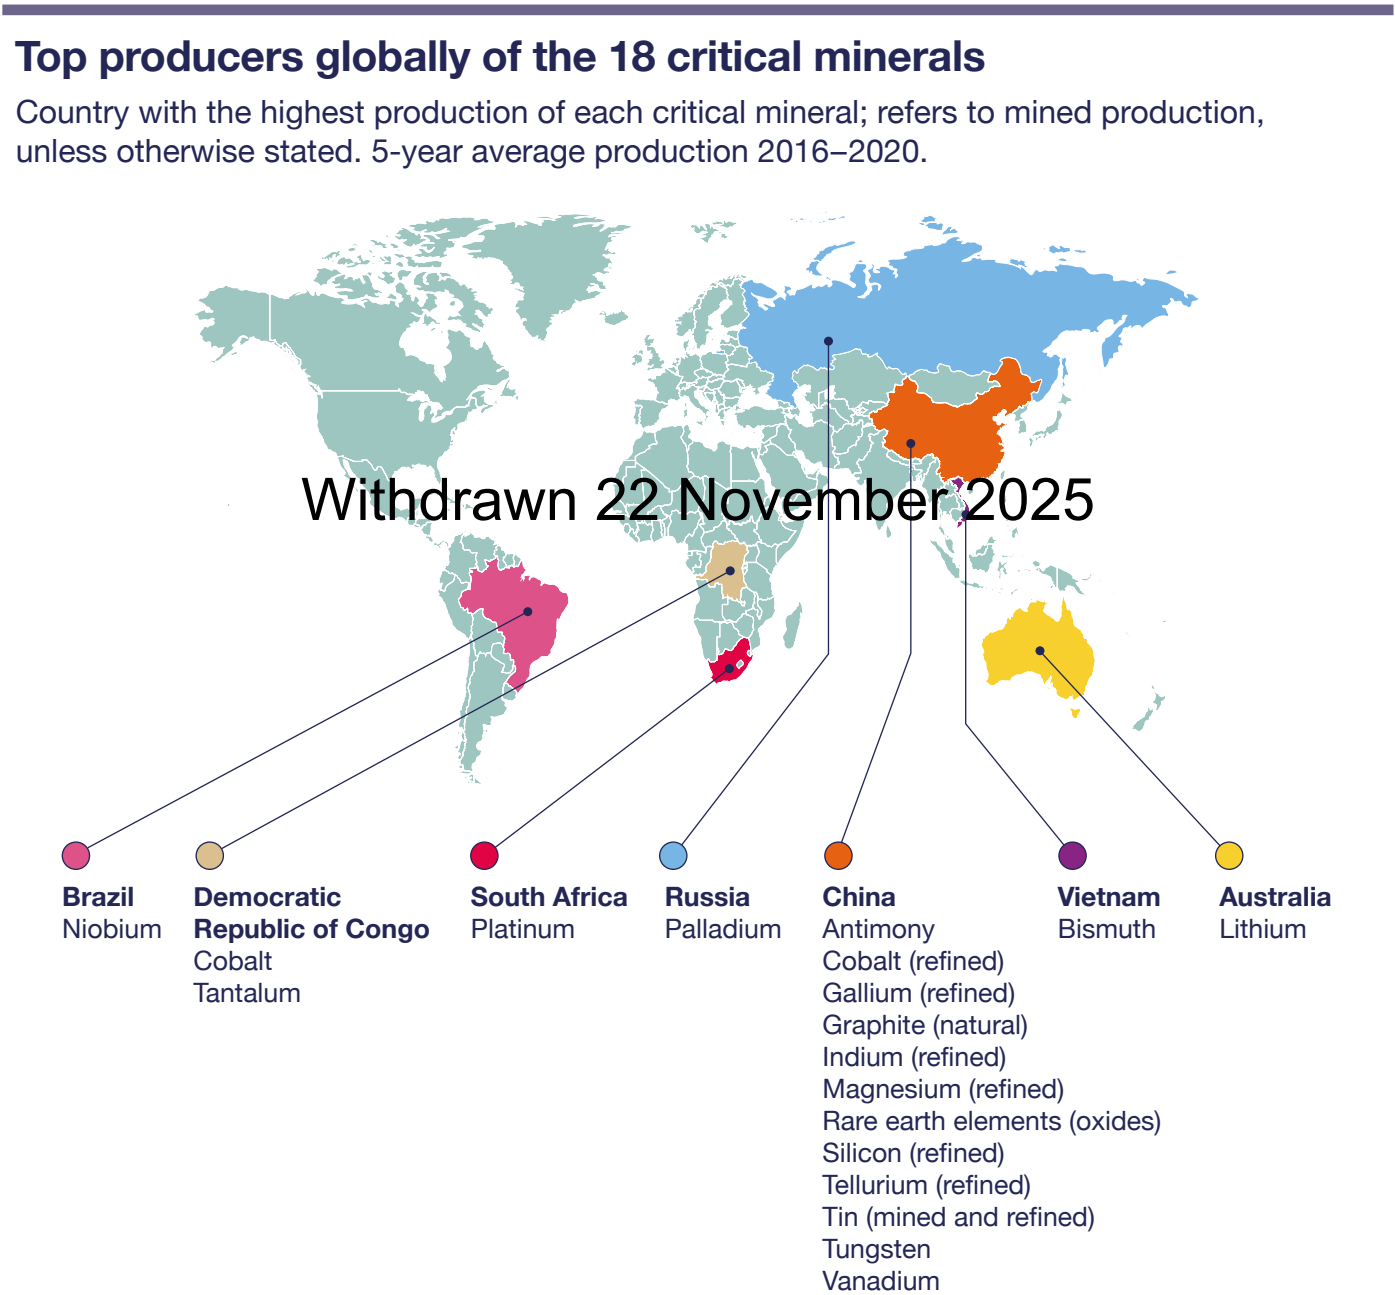 Top producers globally of the 18 critical minerals
Country with the highest production of each critical mineral; refers to mined production,
unless otherwise stated. 5-year average production 2016–2020.
Withdrawn 22 November 2025
Brazil
Niobium
Democratic
Republic of Congo
Cobalt
Tantalum
South Africa
Platinum
Russia
Palladium
China
Antimony
Cobalt (refined)
Gallium (refined)
Graphite (natural)
Indium (refined)
Magnesium (refined)
Rare earth elements (oxides)
Silicon (refined)
Tellurium (refined)
Tin (mined and refined)
Tungsten
Vanadium
Vietnam
Bismuth
Australia
Lithium